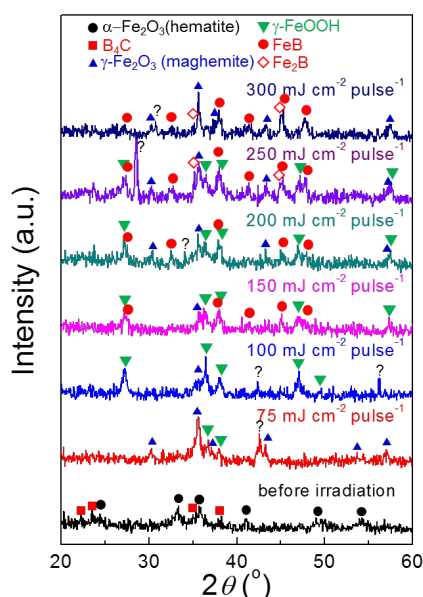 α−Fe₂O₃(hematite)
γ-FeOOH
B₄C
FeB
γ-Fe₂O₃ (maghemite)
Fe₂B
300 mJ cm⁻² pulse⁻¹
?
?
250 mJ cm⁻² pulse⁻¹
200 mJ cm⁻² pulse⁻¹
?
150 mJ cm⁻² pulse⁻¹
100 mJ cm⁻² pulse⁻¹
? ?
75 mJ cm⁻² pulse⁻¹
?
before irradiation
Intensity (a.u.)
20 30 40 50 60
2θ (°)